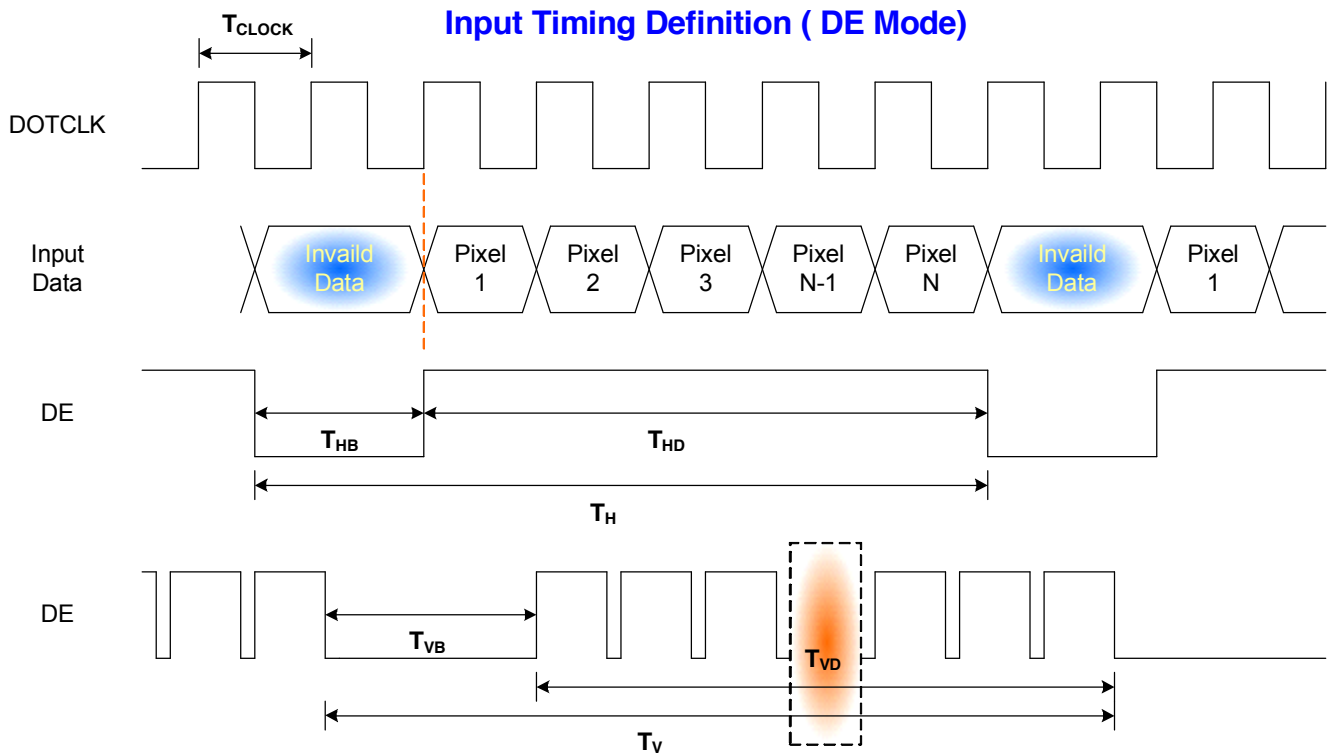 Input Timing Definition ( DE Mode)
TCLOCK
DOTCLK
Input
Data
Invaild
Data
Pixel
1
Pixel
2
Pixel
3
Pixel
N-1
Pixel
N
Invaild
Data
Pixel
1
DE
THB
THD
TH
DE
TVB
TVD
TV